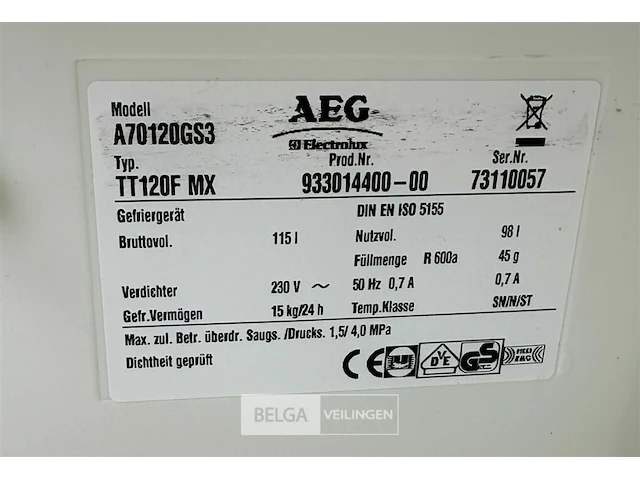 Modell
A70120GS3
AEG
Electrolux
Typ. Prod.Nr. Ser.Nr.
TT120F MX 933014400-00 73110057
Gefriergerät DIN EN ISO 5155
Bruttovol. 115 l Nutzvol. 98 l
Füllmenge R 600a 45 g
Verdichter 230 V ~ 50 Hz 0,7 A 0,7 A
Gefr.Vermögen 15 kg/24 h Temp.Klasse SN/N/ST
Max. zul. Betr. überdr. Saugs. /Drucks. 1,5/ 4,0 MPa
Dichtheit geprüft
CE VDE GS
BELGA VEILINGEN